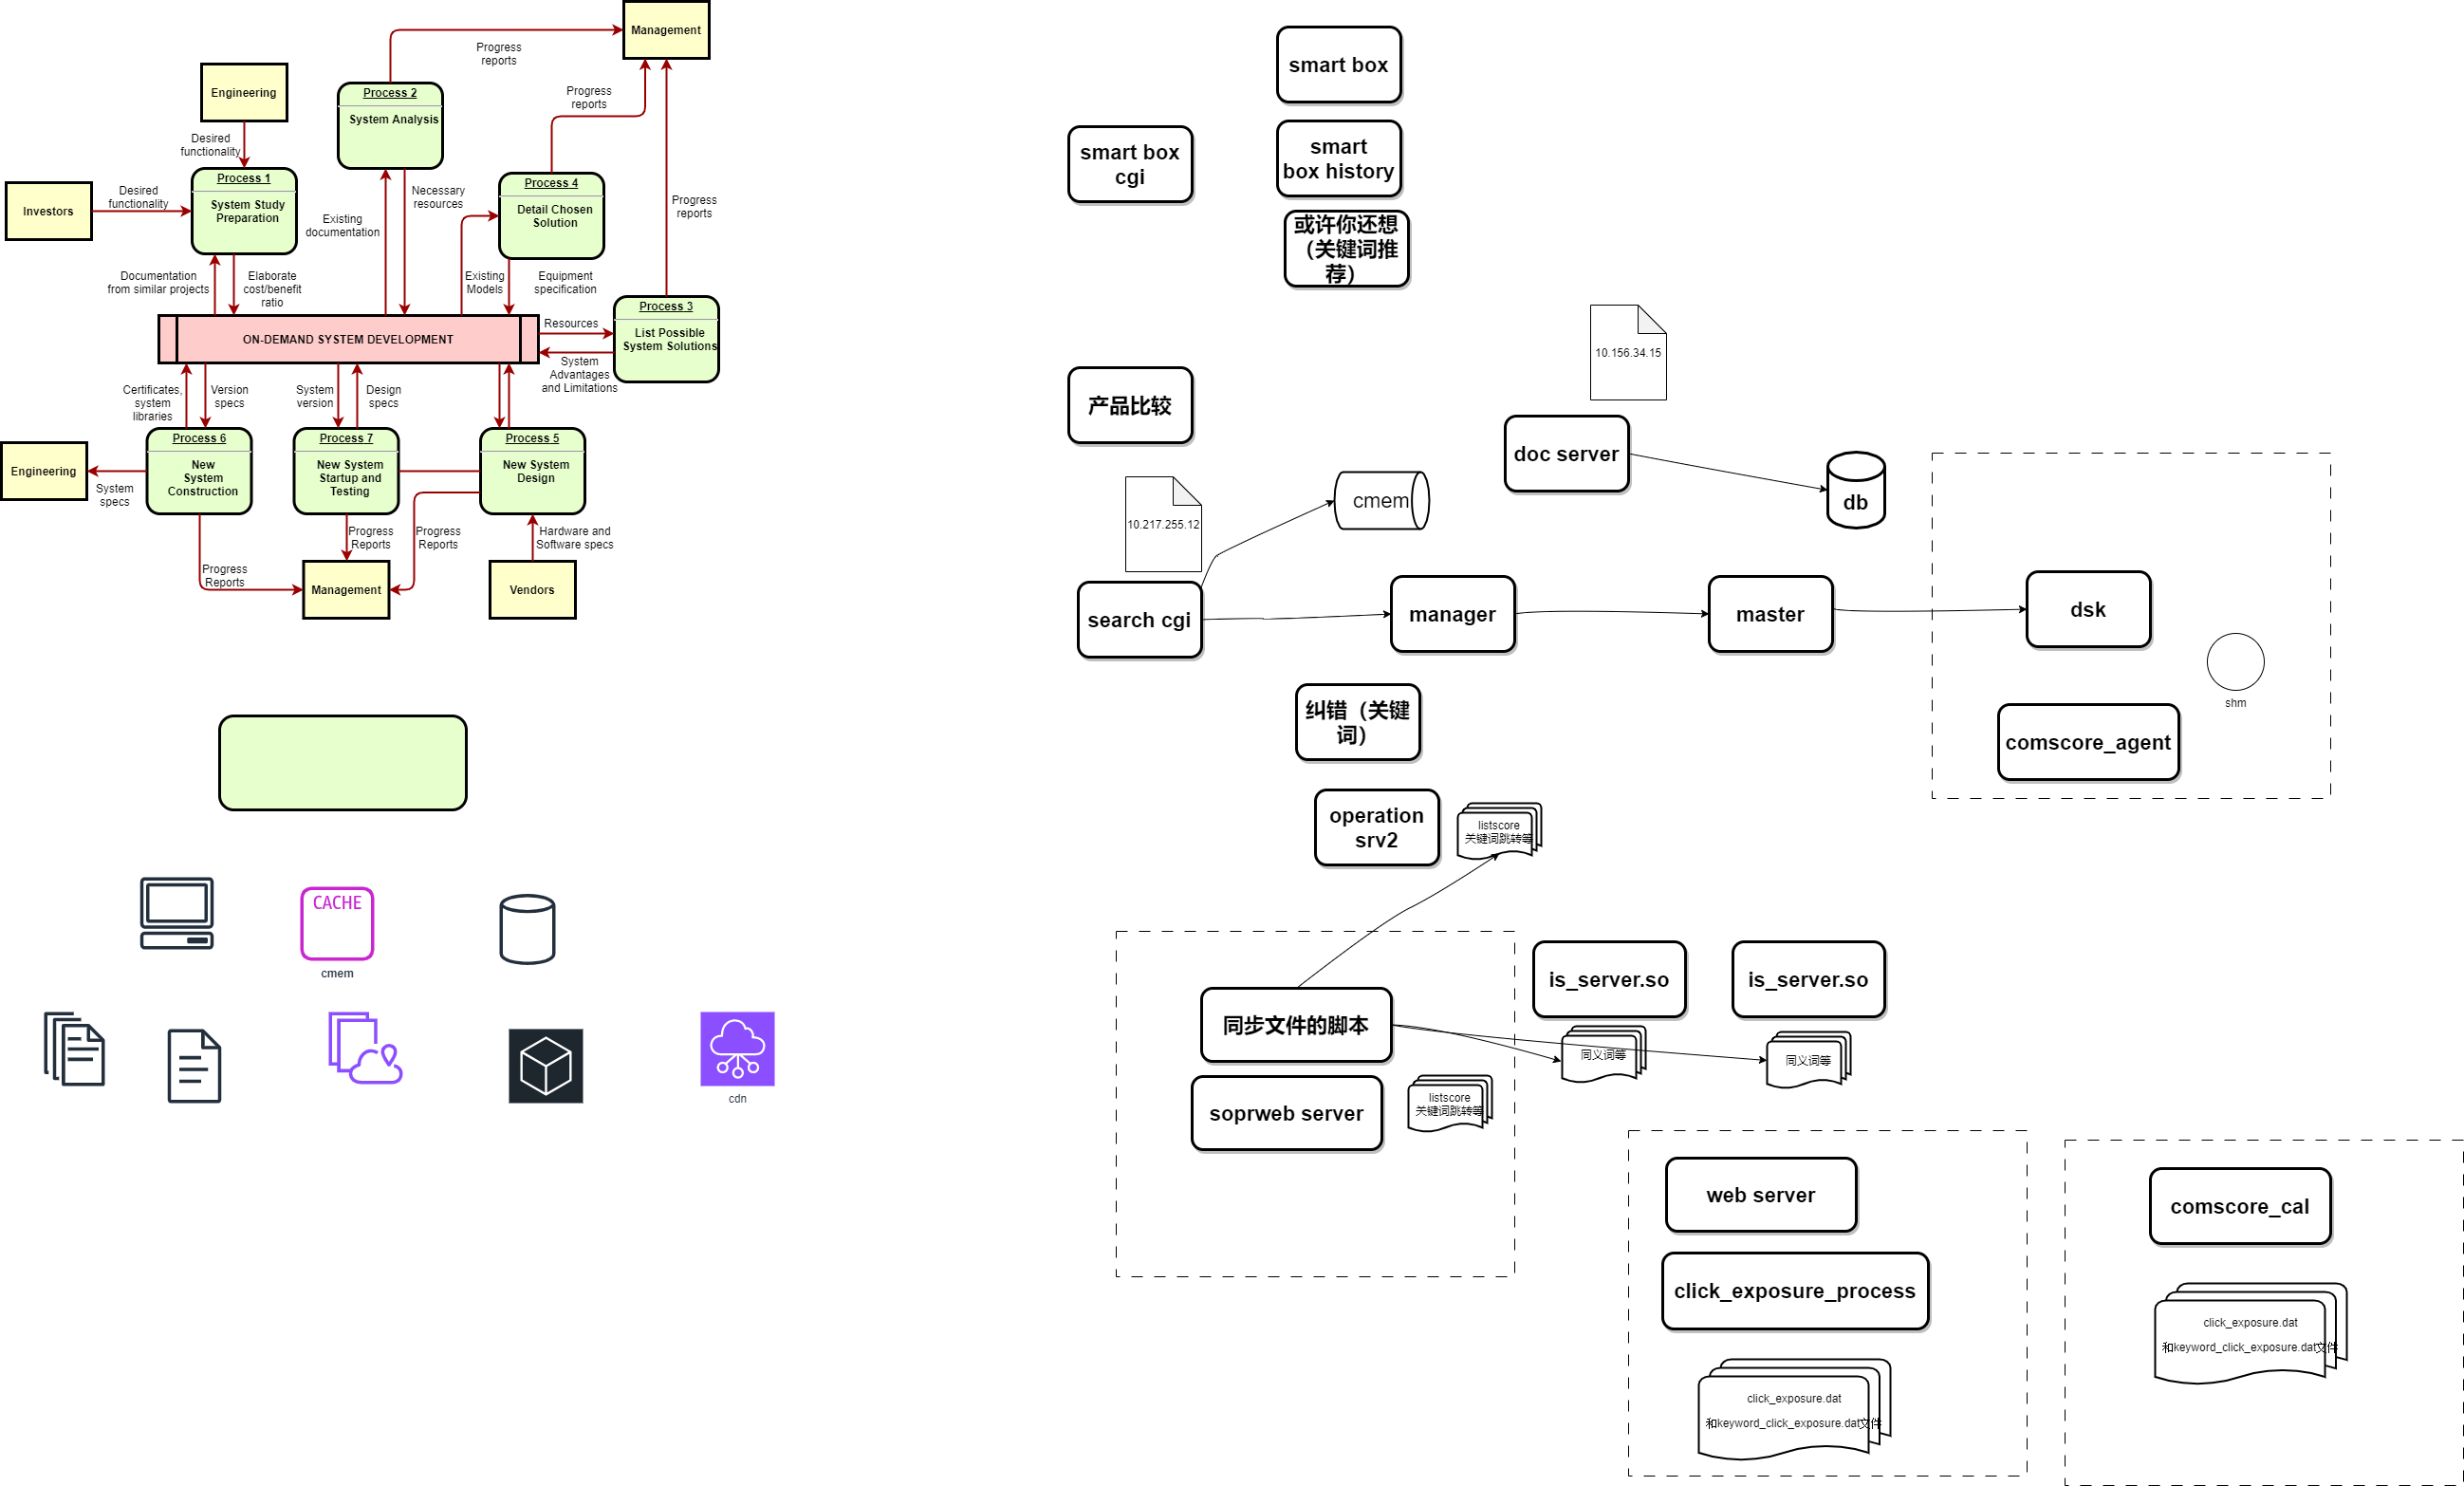 Management
Progress
reports
Engineering
Process 2
System Analysis
Progress
reports
Desired
functionality
Process 1
System Study
Preparation
Investors
Desired
functionality
Necessary
resources
Process 4
Detail Chosen
Solution
Progress
reports
Existing
documentation
Documentation
from similar projects
Elaborate
cost/benefit
ratio
Existing
Models
Equipment
specification
Process 3
List Possible
System Solutions
ON-DEMAND SYSTEM DEVELOPMENT
Resources
System
Advantages
and Limitations
Certificates,
system
libraries
Version
specs
System
version
Design
specs
Process 6
New
System
Construction
Process 7
New System
Startup and
Testing
Process 5
New System
Design
Engineering
System
specs
Progress
Reports
Progress
Reports
Hardware and
Software specs
Progress
Reports
Management
Vendors
CACHE
cmem
cdn
smart box
smart box
cgi
smart
box history
或许你还想
（关键词推
荐）
10.156.34.15
产品比较
doc server
db
cmem
10.217.255.12
search cgi
manager
master
dsk
shm
comscore_agent
纠错（关键
词）
operation
srv2
listscore
关键词跳转等
同步文件的脚本
is_server.so
is_server.so
同义词等
同义词等
soprweb server
listscore
关键词跳转等
web server
click_exposure_process
click_exposure.dat
和keyword_click_exposure.dat文件
comscore_cal
click_exposure.dat
和keyword_click_exposure.dat文件